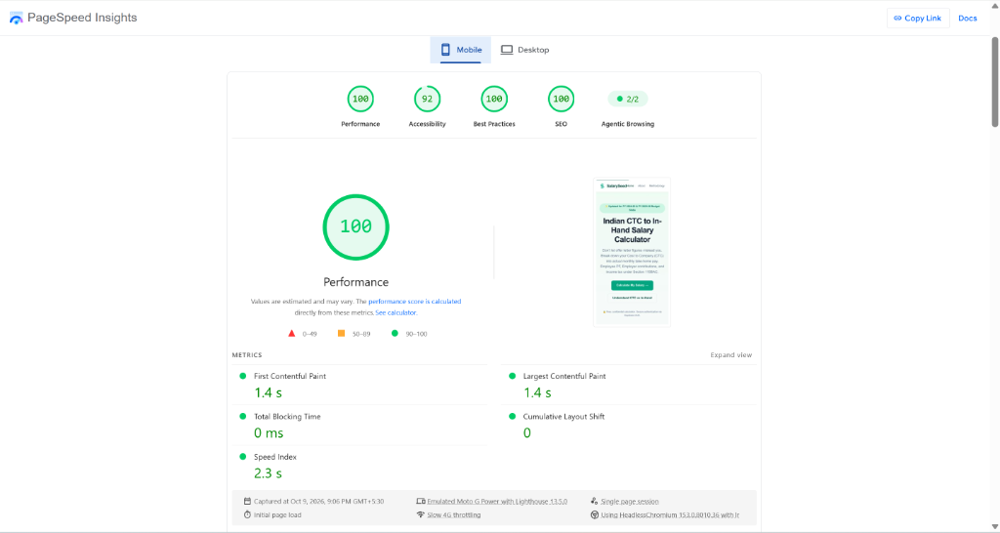 PageSpeed Insights
Copy Link
Docs
Mobile
Desktop
100
92
100
100
2/2
Performance
Accessibility
Best Practices
SEO
Agentic Browsing
100
Performance
Values are estimated and may vary. The performance score is calculated
directly from these metrics. See calculator.
0–49
50–89
90–100
Indian CTC to In-
Hand Salary
Calculator
METRICS
Expand view
First Contentful Paint
1.4 s
Largest Contentful Paint
1.4 s
Total Blocking Time
0 ms
Cumulative Layout Shift
0
Speed Index
2.3 s
Captured at Oct 9, 2026, 9:06 PM GMT+5:30
Emulated Moto G Power with Lighthouse 13.5.0
Single page session
Initial page load
Slow 4G throttling
Using HeadlessChromium 153.0.8010.36 with lr